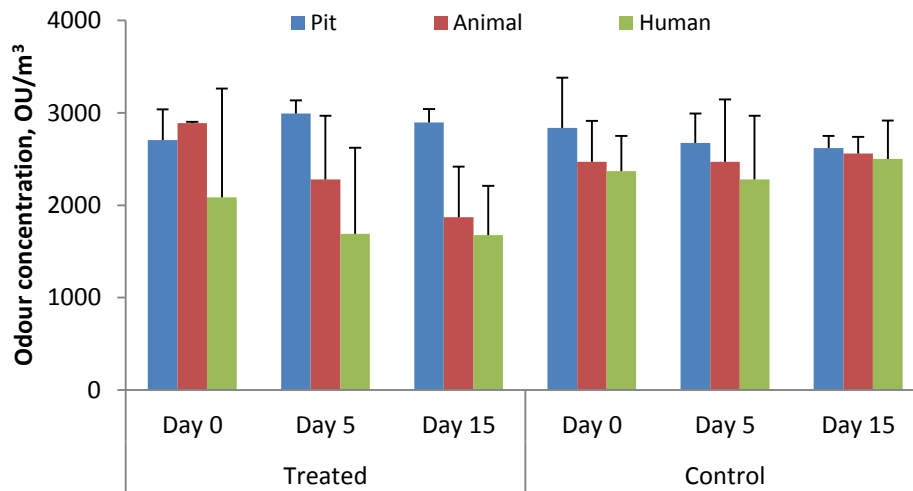 Odour concentration, OU/m³
4000
3000
2000
1000
0
Pit Animal Human
Day 0 Day 5 Day 15 Day 0 Day 5 Day 15
Treated Control